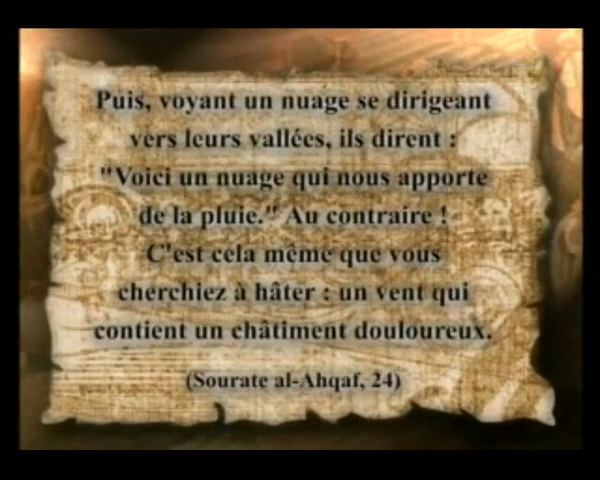 Puis, voyant un nuage se dirigeant
vers leurs vallées, ils dirent :
"Voici un nuage qui nous apporte
de la pluie." Au contraire !
C'est cela même que vous
cherchiez à hâter : un vent qui
contient un châtiment douloureux.
(Sourate al-Ahqaf, 24)